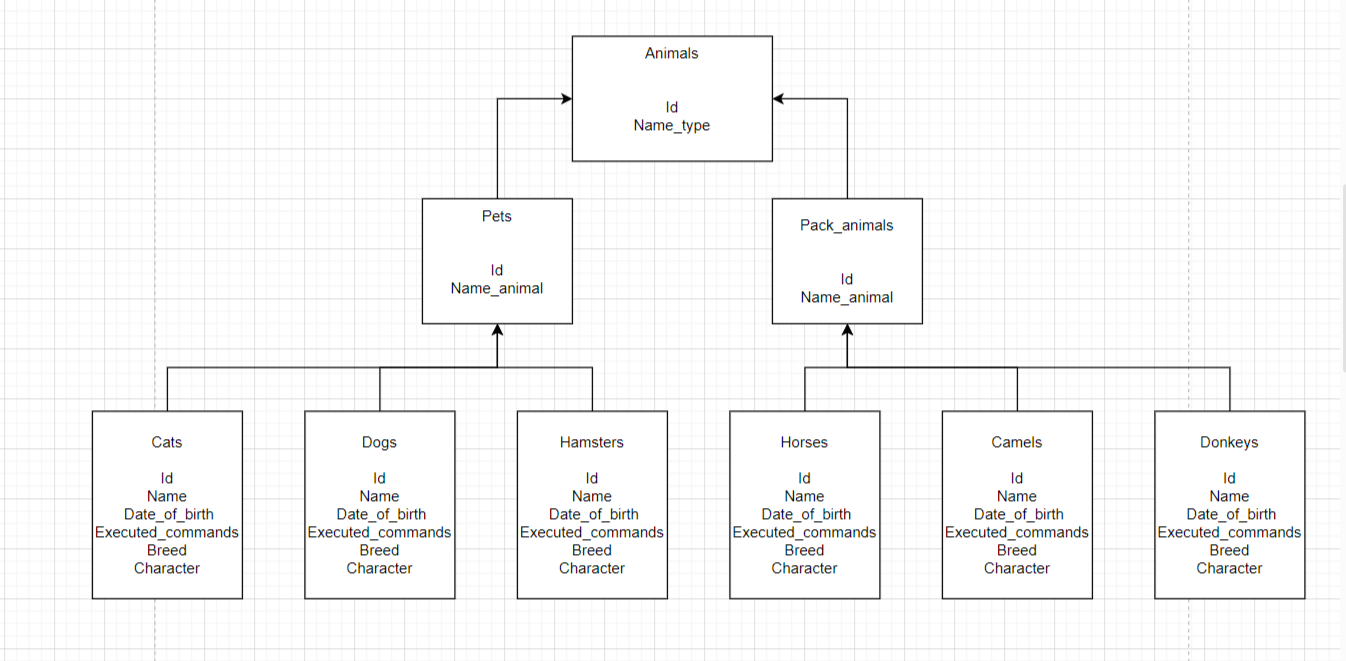 Animals
Id
Name_type
Pets
Id
Name_animal
Pack_animals
Id
Name_animal
Cats
Id
Name
Date_of_birth
Executed_commands
Breed
Character
Dogs
Id
Name
Date_of_birth
Executed_commands
Breed
Character
Hamsters
Id
Name
Date_of_birth
Executed_commands
Breed
Character
Horses
Id
Name
Date_of_birth
Executed_commands
Breed
Character
Camels
Id
Name
Date_of_birth
Executed_commands
Breed
Character
Donkeys
Id
Name
Date_of_birth
Executed_commands
Breed
Character